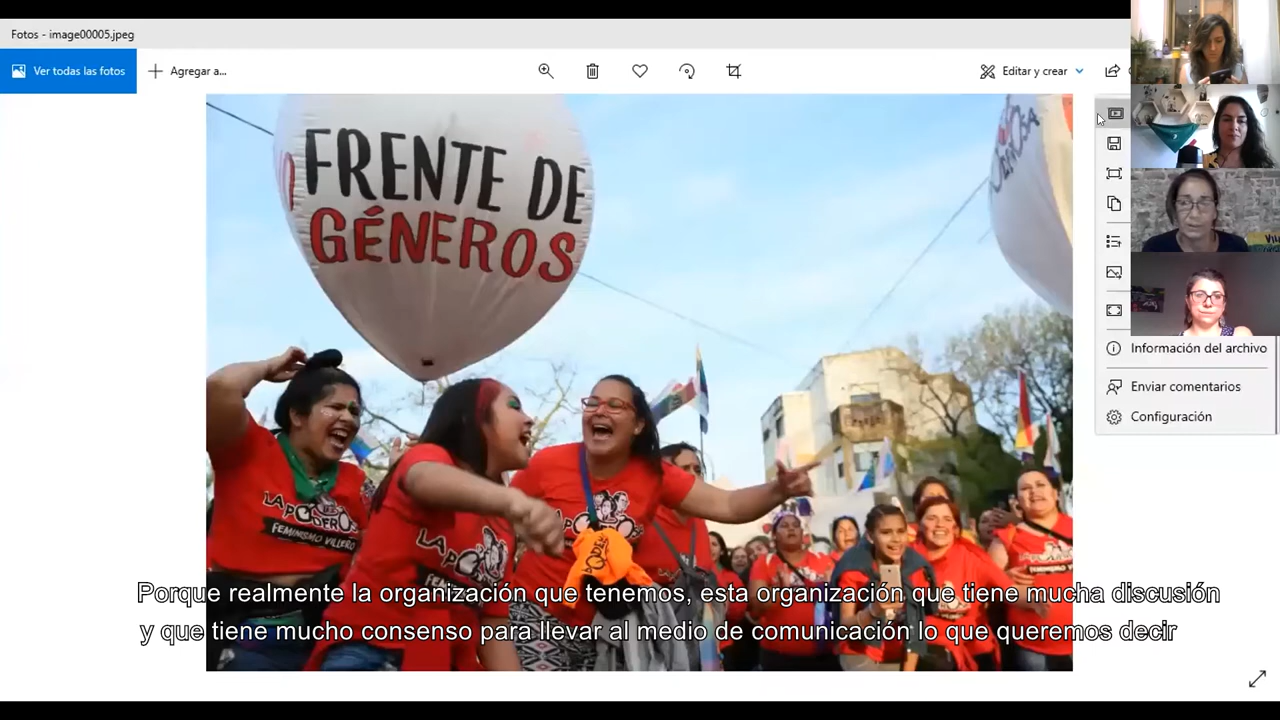 Fotos - image00005.jpeg
Ver todas las fotos
Agregar a...
Editar y crear
FRENTE DE
GÉNEROS
LA PODEROS
FEMINISMO VILLERO
LA PO
Información del archivo
Enviar comentarios
Configuración
Porque realmente la organización que tenemos, esta organización que tiene mucha discusión
y que tiene mucho consenso para llevar al medio de comunicación lo que queremos decir